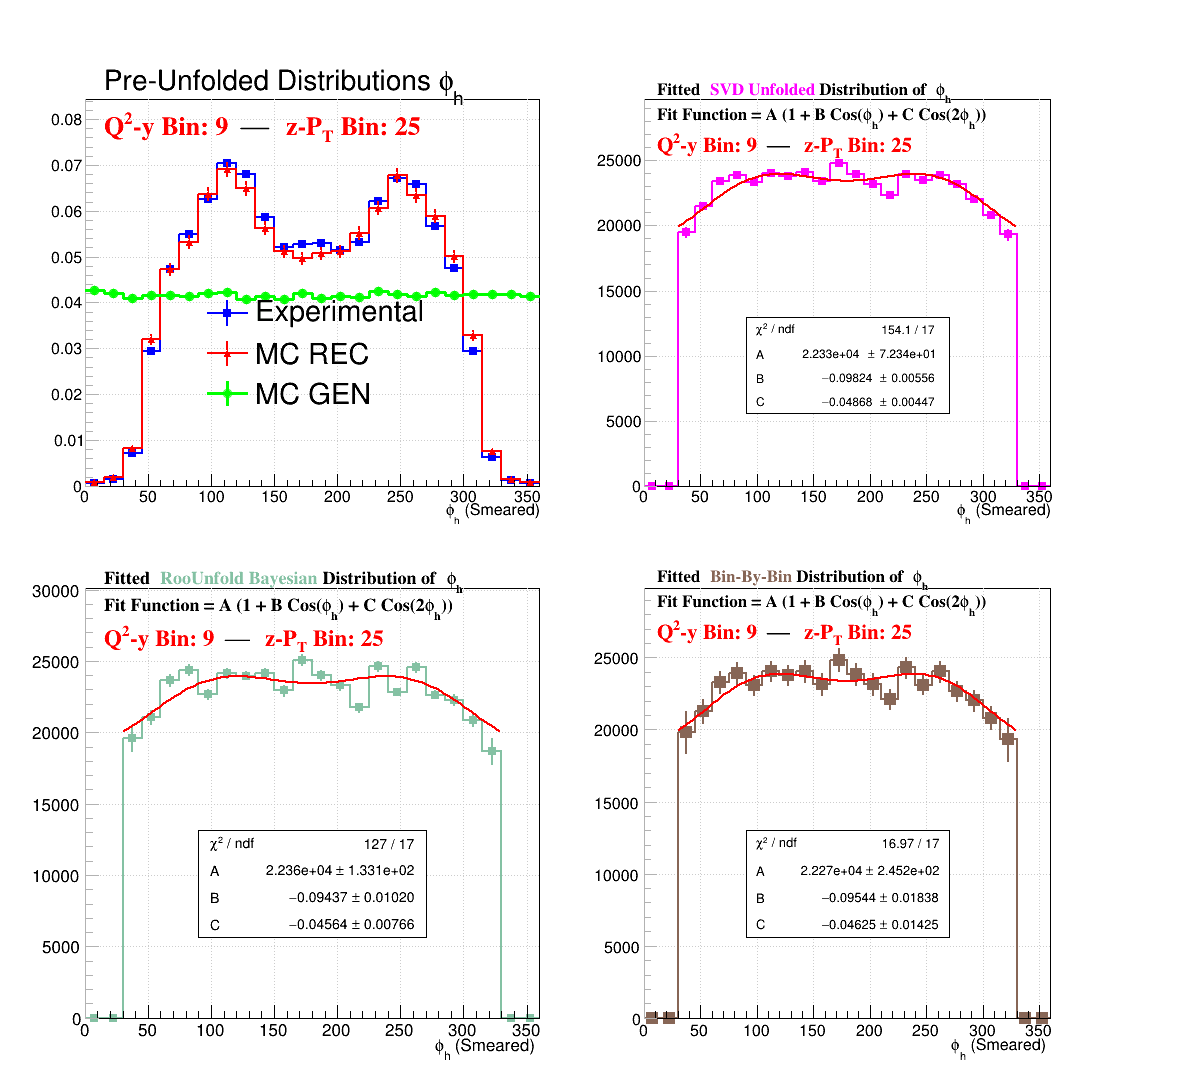 Pre-Unfolded Distributions ϕh
Q²-y Bin: 9 — z-PT Bin: 25
0.08
0.07
0.06
0.05
0.04
0.03
0.02
0.01
0
Experimental
MC REC
MC GEN
0 50 100 150 200 250 300 350
ϕh (Smeared)
Fitted SVD Unfolded Distribution of ϕh
Fit Function = A (1 + B Cos(ϕh) + C Cos(2ϕh))
Q²-y Bin: 9 — z-PT Bin: 25
25000
20000
15000
10000
5000
0
χ² / ndf 154.1 / 17
A 2.233e+04 ± 7.234e+01
B −0.09824 ± 0.00556
C −0.04868 ± 0.00447
0 50 100 150 200 250 300 350
ϕh (Smeared)
Fitted RooUnfold Bayesian Distribution of ϕh
Fit Function = A (1 + B Cos(ϕh) + C Cos(2ϕh))
Q²-y Bin: 9 — z-PT Bin: 25
30000
25000
20000
15000
10000
5000
0
χ² / ndf 127 / 17
A 2.236e+04 ± 1.331e+02
B −0.09437 ± 0.01020
C −0.04564 ± 0.00766
0 50 100 150 200 250 300 350
ϕh (Smeared)
Fitted Bin-By-Bin Distribution of ϕh
Fit Function = A (1 + B Cos(ϕh) + C Cos(2ϕh))
Q²-y Bin: 9 — z-PT Bin: 25
25000
20000
15000
10000
5000
0
χ² / ndf 16.97 / 17
A 2.227e+04 ± 2.452e+02
B −0.09544 ± 0.01838
C −0.04625 ± 0.01425
0 50 100 150 200 250 300 350
ϕh (Smeared)